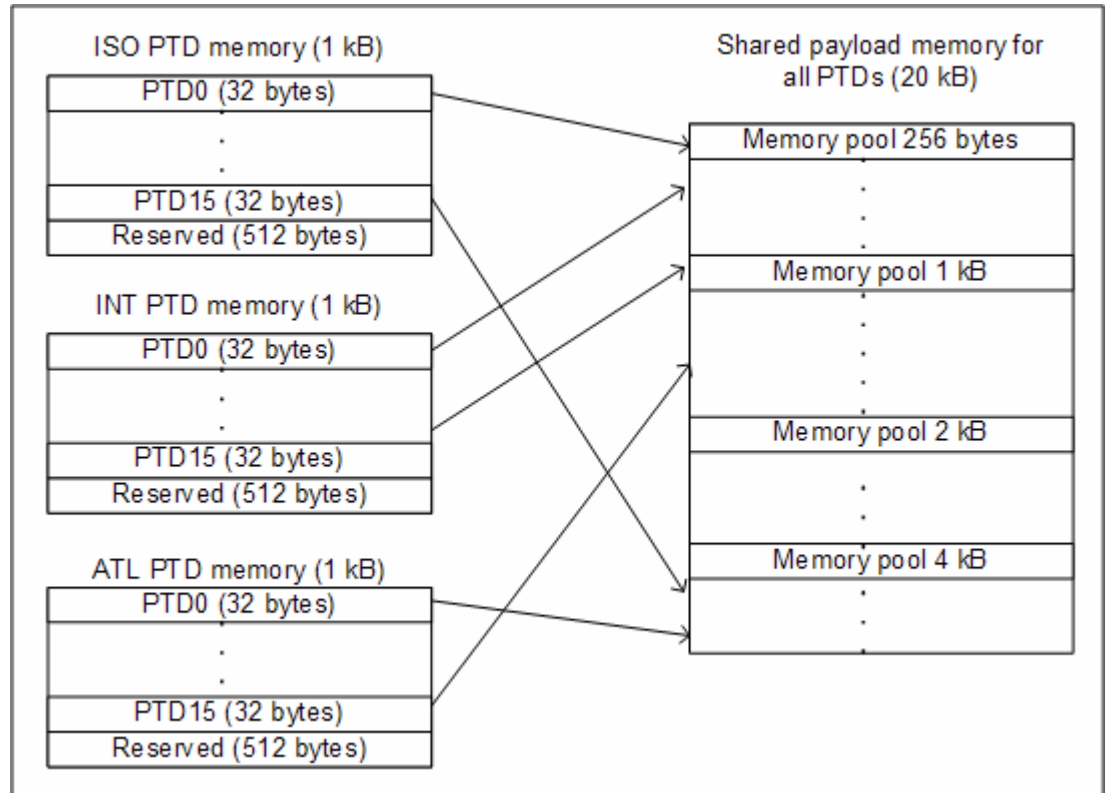 ISO PTD memory (1 kB)
PTD0 (32 bytes)
PTD15 (32 bytes)
Reserved (512 bytes)
INT PTD memory (1 kB)
PTD0 (32 bytes)
PTD15 (32 bytes)
Reserved (512 bytes)
ATL PTD memory (1 kB)
PTD0 (32 bytes)
PTD15 (32 bytes)
Reserved (512 bytes)
Shared payload memory for
all PTDs (20 kB)
Memory pool 256 bytes
Memory pool 1 kB
Memory pool 2 kB
Memory pool 4 kB